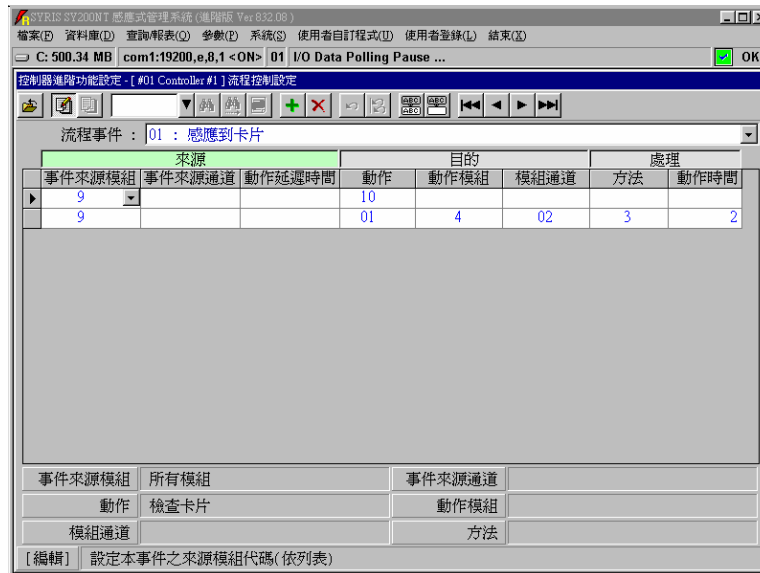 SYRIS SY200NT 感應式管理系統 (進階版 Ver 832.08 )
檔案(F) 資料庫(D) 查詢/報表(Q) 參數(P) 系統(S) 使用者自訂程式(U) 使用者登錄(L) 結束(X)
C: 500.34 MB com1:19200,e,8,1 <ON> 01 I/O Data Polling Pause ... OK
控制器進階功能設定 - [ #01 Controller #1 ] 流程控制設定
ABC ABC ABC
流程事件 : 01 : 感應到卡片
來源 目的 處理
事件來源模組 事件來源通道 動作延遲時間 動作 動作模組 模組通道 方法 動作時間
9 10
9 01 4 02 3 2
事件來源模組 所有模組 事件來源通道
動作 檢查卡片 動作模組
模組通道 方法
[編輯] 設定本事件之來源模組代碼(依列表)